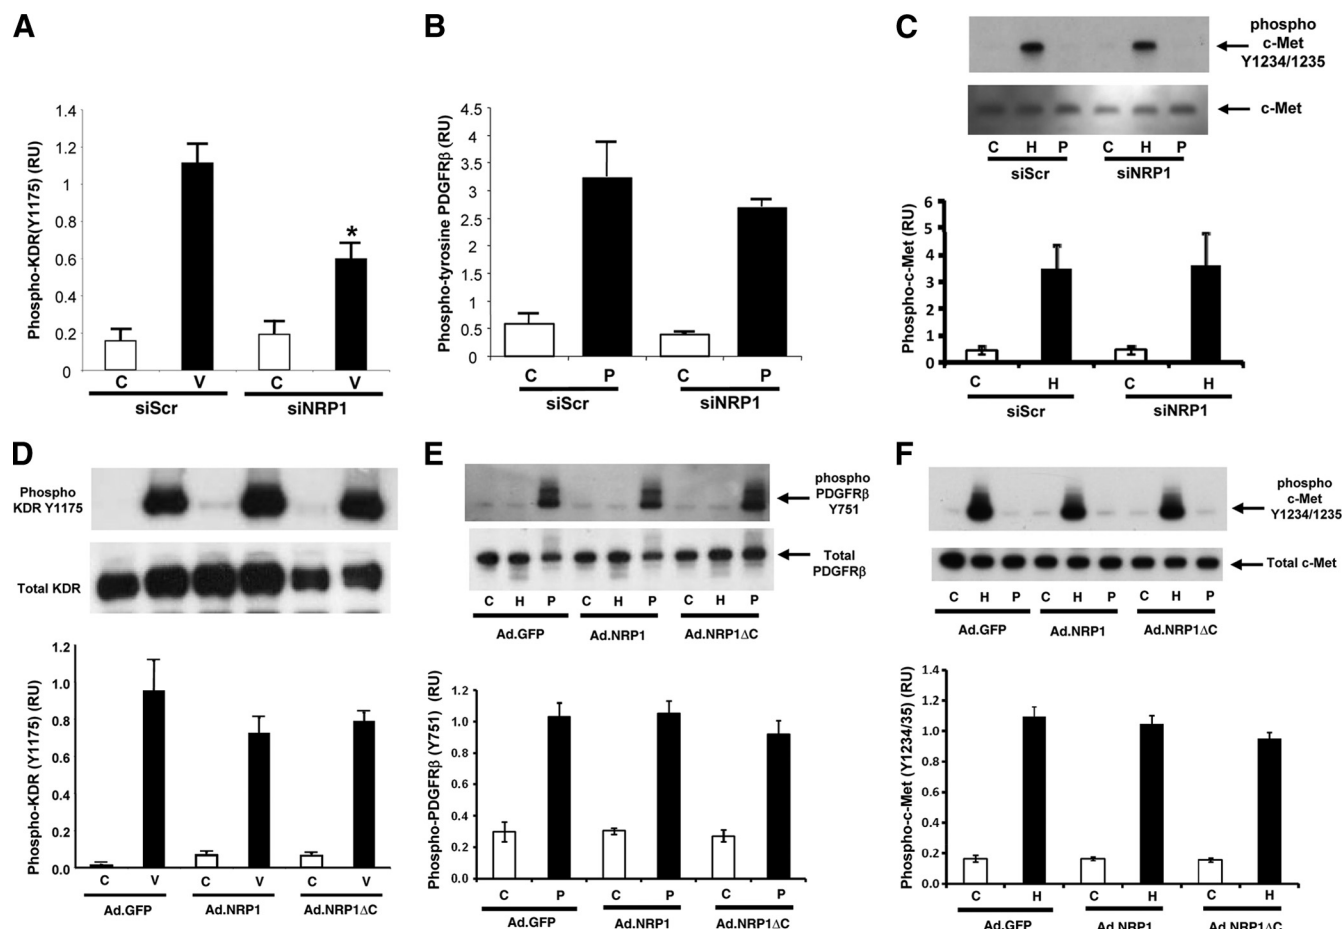 A
Phospho-KDR(Y1175) (RU)
1.4
1.2
1
0.8
0.6
0.4
0.2
0
*
C V C V
siScr siNRP1
B
Phospho-tyrosine PDGFRβ (RU)
4.5
4
3.5
3
2.5
2
1.5
1
0.5
0
C P C P
siScr siNRP1
C
phospho
c-Met
Y1234/1235
c-Met
C H P C H P
siScr siNRP1
Phospho-c-Met (RU)
6
5
4
3
2
1
0
C H C H
siScr siNRP1
D
Phospho
KDR Y1175
Total KDR
Phospho-KDR (Y1175) (RU)
1.0
0.8
0.6
0.4
0.2
0.0
C V C V C V
Ad.GFP Ad.NRP1 Ad.NRP1ΔC
E
phospho
PDGFRβ
Y751
Total
PDGFRβ
C H P C H P C H P
Ad.GFP Ad.NRP1 Ad.NRP1ΔC
Phospho-PDGFRβ (Y751) (RU)
1.2
1.0
0.8
0.6
0.4
0.2
0.0
C P C P C P
Ad.GFP Ad.NRP1 Ad.NRP1ΔC
F
phospho
c-Met
Y1234/1235
Total c-Met
C H P C H P C H P
Ad.GFP Ad.NRP1 Ad.NRP1ΔC
Phospho-c-Met (Y1234/35) (RU)
1.4
1.2
1.0
0.8
0.6
0.4
0.2
0.0
C H C H C H
Ad.GFP Ad.NRP1 Ad.NRP1ΔC